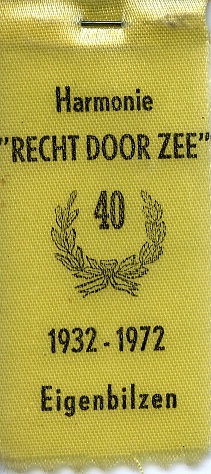 Harmonie
"RECHT DOOR ZEE"
40
1932 - 1972
Eigenbilzen